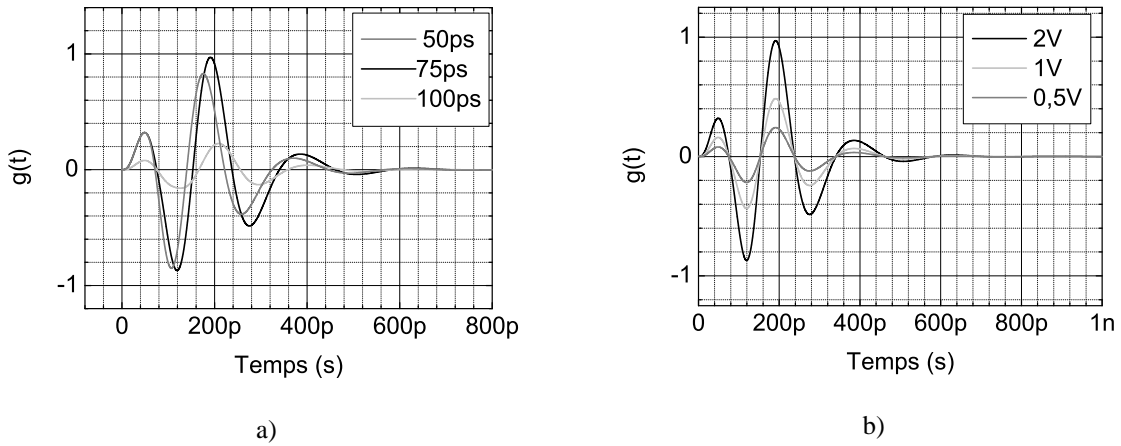 g(t)
1
0
-1
50ps
75ps
100ps
0 200p 400p 600p 800p
Temps (s)
a)
g(t)
1
0
-1
2V
1V
0,5V
0 200p 400p 600p 800p 1n
Temps (s)
b)